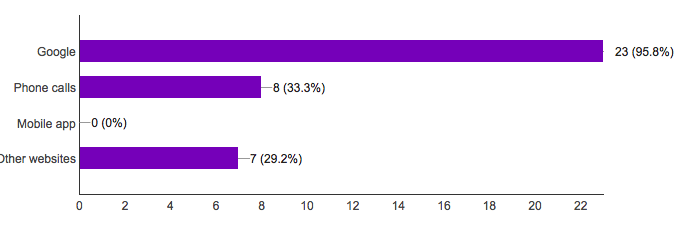 Google 23 (95.8%)
Phone calls 8 (33.3%)
Mobile app 0 (0%)
Other websites 7 (29.2%)
0 2 4 6 8 10 12 14 16 18 20 22